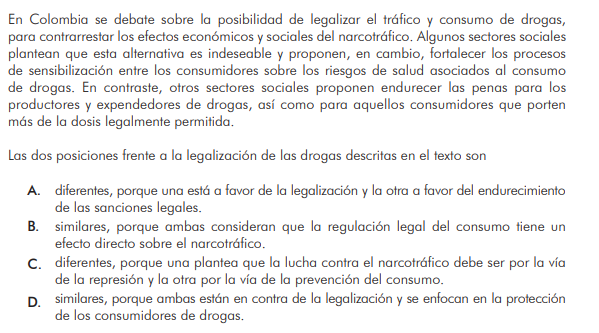 En Colombia se debate sobre la posibilidad de legalizar el tráfico y consumo de drogas,
para contrarrestar los efectos económicos y sociales del narcotráfico. Algunos sectores sociales
plantean que esta alternativa es indeseable y proponen, en cambio, fortalecer los procesos
de sensibilización entre los consumidores sobre los riesgos de salud asociados al consumo
de drogas. En contraste, otros sectores sociales proponen endurecer las penas para los
productores y expendedores de drogas, así como para aquellos consumidores que porten
más de la dosis legalmente permitida.
Las dos posiciones frente a la legalización de las drogas descritas en el texto son
A. diferentes, porque una está a favor de la legalización y la otra a favor del endurecimiento
de las sanciones legales.
B. similares, porque ambas consideran que la regulación legal del consumo tiene un
efecto directo sobre el narcotráfico.
C. diferentes, porque una plantea que la lucha contra el narcotráfico debe ser por la vía
de la represión y la otra por la vía de la prevención del consumo.
D. similares, porque ambas están en contra de la legalización y se enfocan en la protección
de los consumidores de drogas.